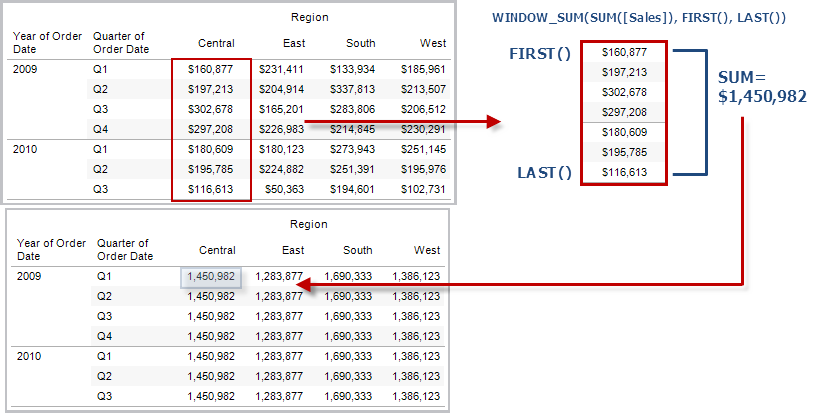 Region
Year of Order Date Quarter of Order Date Central East South West
2009 Q1 $160,877 $231,411 $133,934 $185,961
Q2 $197,213 $204,914 $337,813 $213,507
Q3 $302,678 $165,201 $283,806 $206,512
Q4 $297,208 $226,983 $214,845 $230,291
2010 Q1 $180,609 $180,123 $273,943 $251,145
Q2 $195,785 $224,882 $251,391 $195,976
Q3 $116,613 $50,363 $194,601 $102,731
WINDOW_SUM(SUM([Sales]), FIRST(), LAST())
FIRST() $160,877
$197,213
$302,678
$297,208
$180,609
$195,785
LAST() $116,613
SUM=
$1,450,982
Region
Year of Order Date Quarter of Order Date Central East South West
2009 Q1 1,450,982 1,283,877 1,690,333 1,386,123
Q2 1,450,982 1,283,877 1,690,333 1,386,123
Q3 1,450,982 1,283,877 1,690,333 1,386,123
Q4 1,450,982 1,283,877 1,690,333 1,386,123
2010 Q1 1,450,982 1,283,877 1,690,333 1,386,123
Q2 1,450,982 1,283,877 1,690,333 1,386,123
Q3 1,450,982 1,283,877 1,690,333 1,386,123